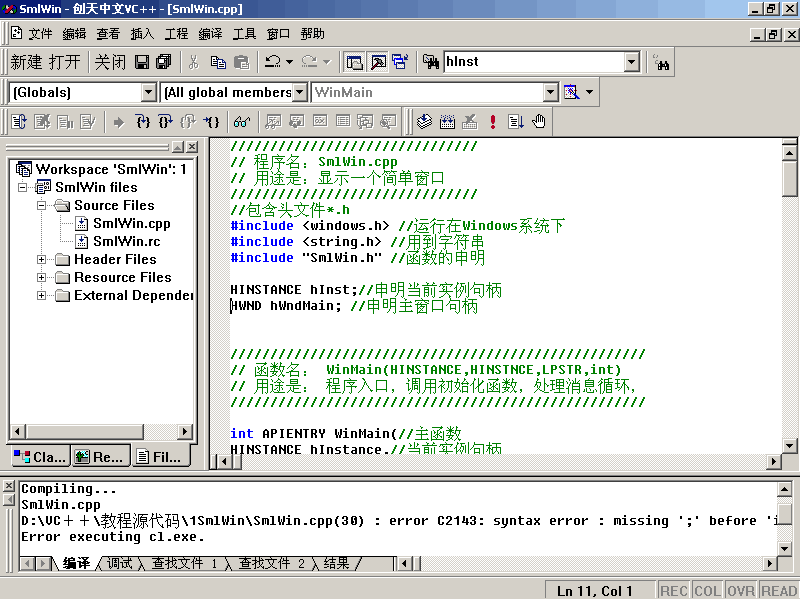 SmlWin - 创天中文VC++ - [SmlWin.cpp]
文件 编辑 查看 插入 工程 编译 工具 窗口 帮助
新建 打开 关闭 hInst
(Globals) (All global members WinMain
Workspace 'SmlWin': 1
SmlWin files
Source Files
SmlWin.cpp
SmlWin.rc
Header Files
Resource Files
External Depender
Cla... Re... Fil...
///////////////////////////////
// 程序名：SmlWin.cpp
// 用途是：显示一个简单窗口
///////////////////////////////
//包含头文件*.h
#include <windows.h> //运行在Windows系统下
#include <string.h> //用到字符串
#include "SmlWin.h" //函数的申明
HINSTANCE hInst;//申明当前实例句柄
HWND hWndMain; //申明主窗口句柄
////////////////////////////////////////////////////
// 函数名： WinMain(HINSTANCE,HINSTNCE,LPSTR,int)
// 用途是： 程序入口，调用初始化函数，处理消息循环，
////////////////////////////////////////////////////
int APIENTRY WinMain(//主函数
HINSTANCE hInstance,//当前实例句柄
Compiling...
SmlWin.cpp
D:\VC＋＋\教程源代码\1SmlWin\SmlWin.cpp(30) : error C2143: syntax error : missing ';' before 'i
Error executing cl.exe.
编译 调试 查找文件 1 查找文件 2 结果
Ln 11, Col 1 REC COL OVR READ